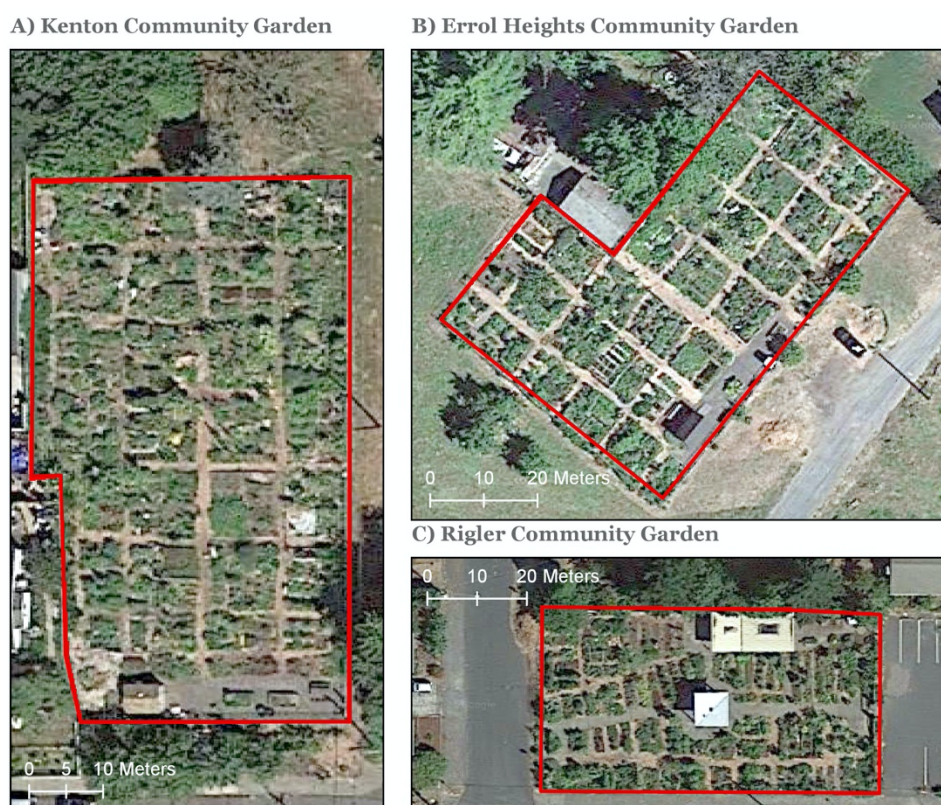 A) Kenton Community Garden
B) Errol Heights Community Garden
0 10 20 Meters
C) Rigler Community Garden
0 10 20 Meters
0 5 10 Meters